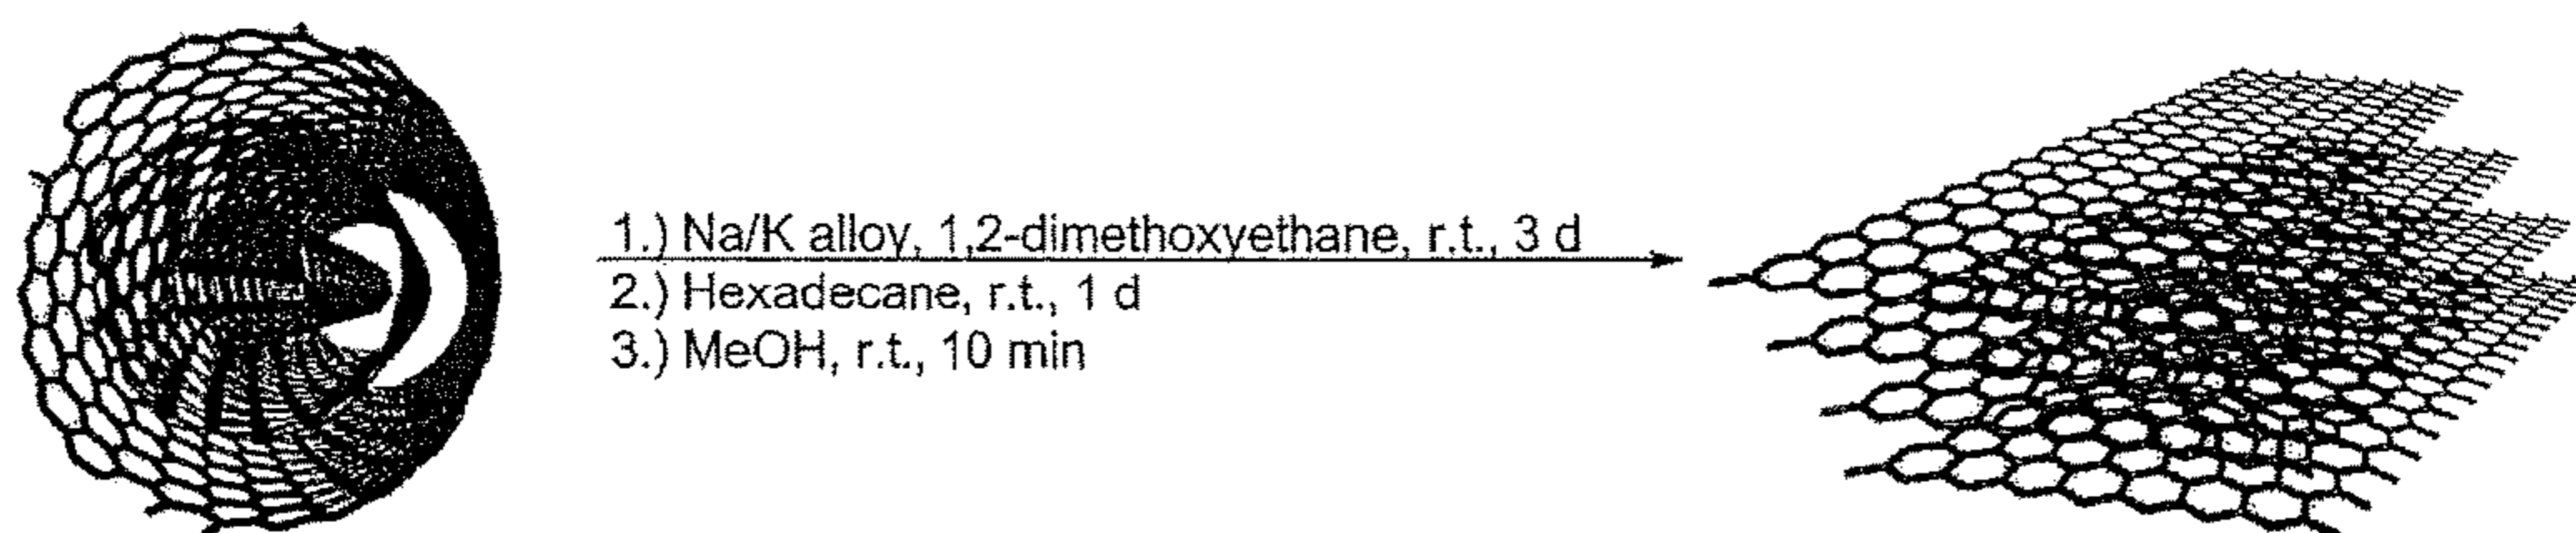 1.) Na/K alloy, 1,2-dimethoxyethane, r.t., 3 d
2.) Hexadecane, r.t., 1 d
3.) MeOH, r.t., 10 min